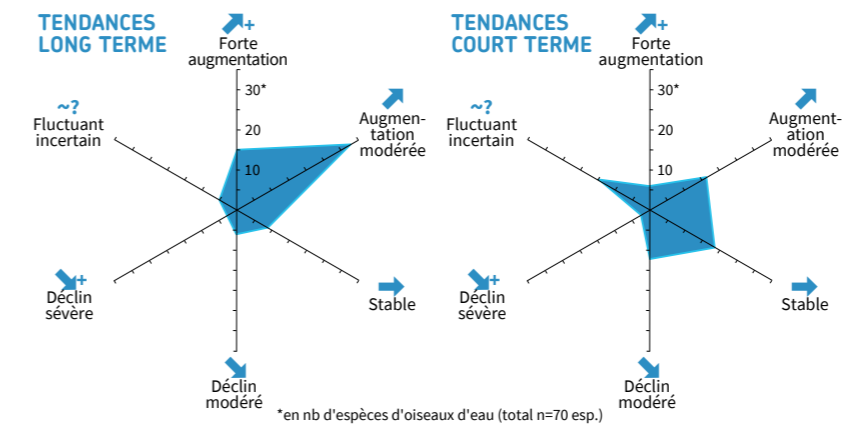 TENDANCES
LONG TERME
+
Forte
augmentation
30*
20
10
Augmen-
tation
modérée
Stable
Déclin
modéré
+
Déclin
sévère
~?
Fluctuant
incertain
TENDANCES
COURT TERME
+
Forte
augmentation
30*
20
10
Augment-
ation
modérée
Stable
Déclin
modéré
+
Déclin
sévère
~?
Fluctuant
incertain
*en nb d'espèces d'oiseaux d'eau (total n=70 esp.)